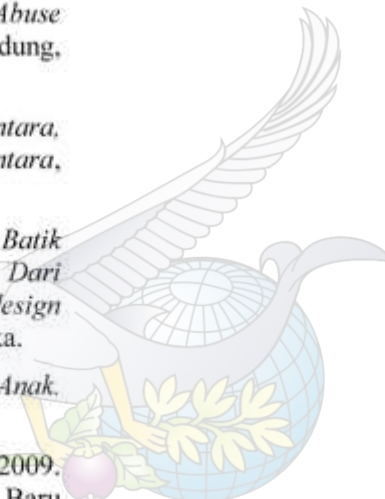 Abuse
dung,
ntara,
ntara,
Batik
Dari
design
ka.
Anak.
2009.
Baru